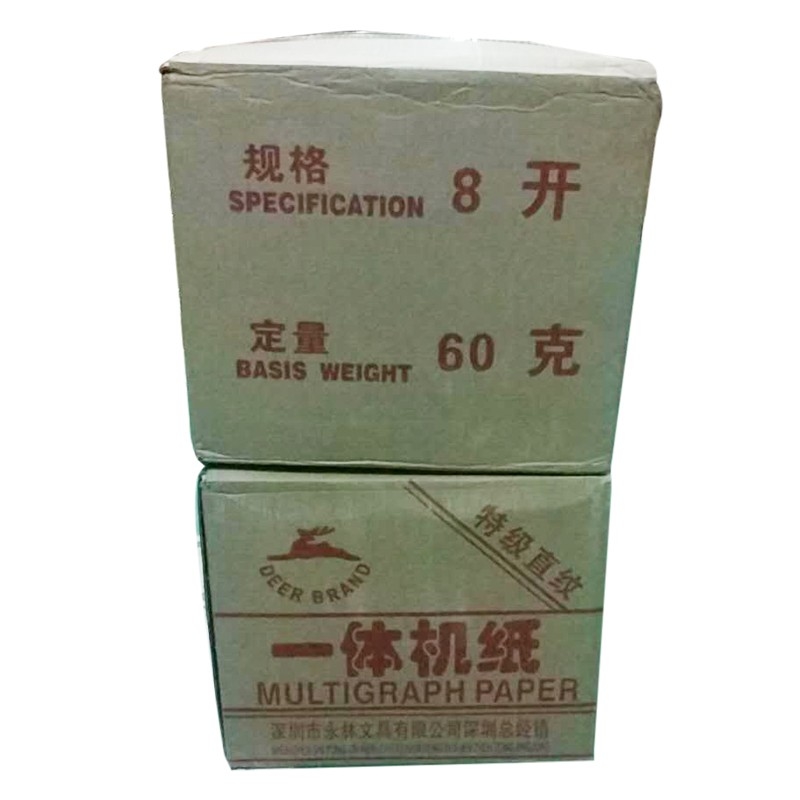 规格 8 开
SPECIFICATION
定量 60 克
BASIS WEIGHT
特级直纹
DEER BRAND
一体机纸
MULTIGRAPH PAPER
深圳市永林文具有限公司深圳总经销